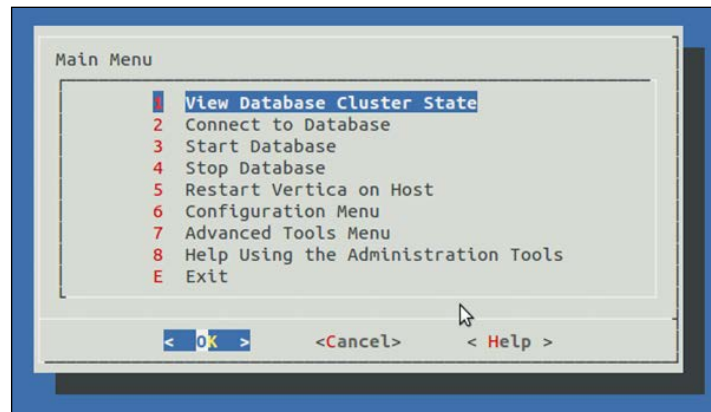 Main Menu
1 View Database Cluster State
2 Connect to Database
3 Start Database
4 Stop Database
5 Restart Vertica on Host
6 Configuration Menu
7 Advanced Tools Menu
8 Help Using the Administration Tools
E Exit
< OK > <Cancel> < Help >